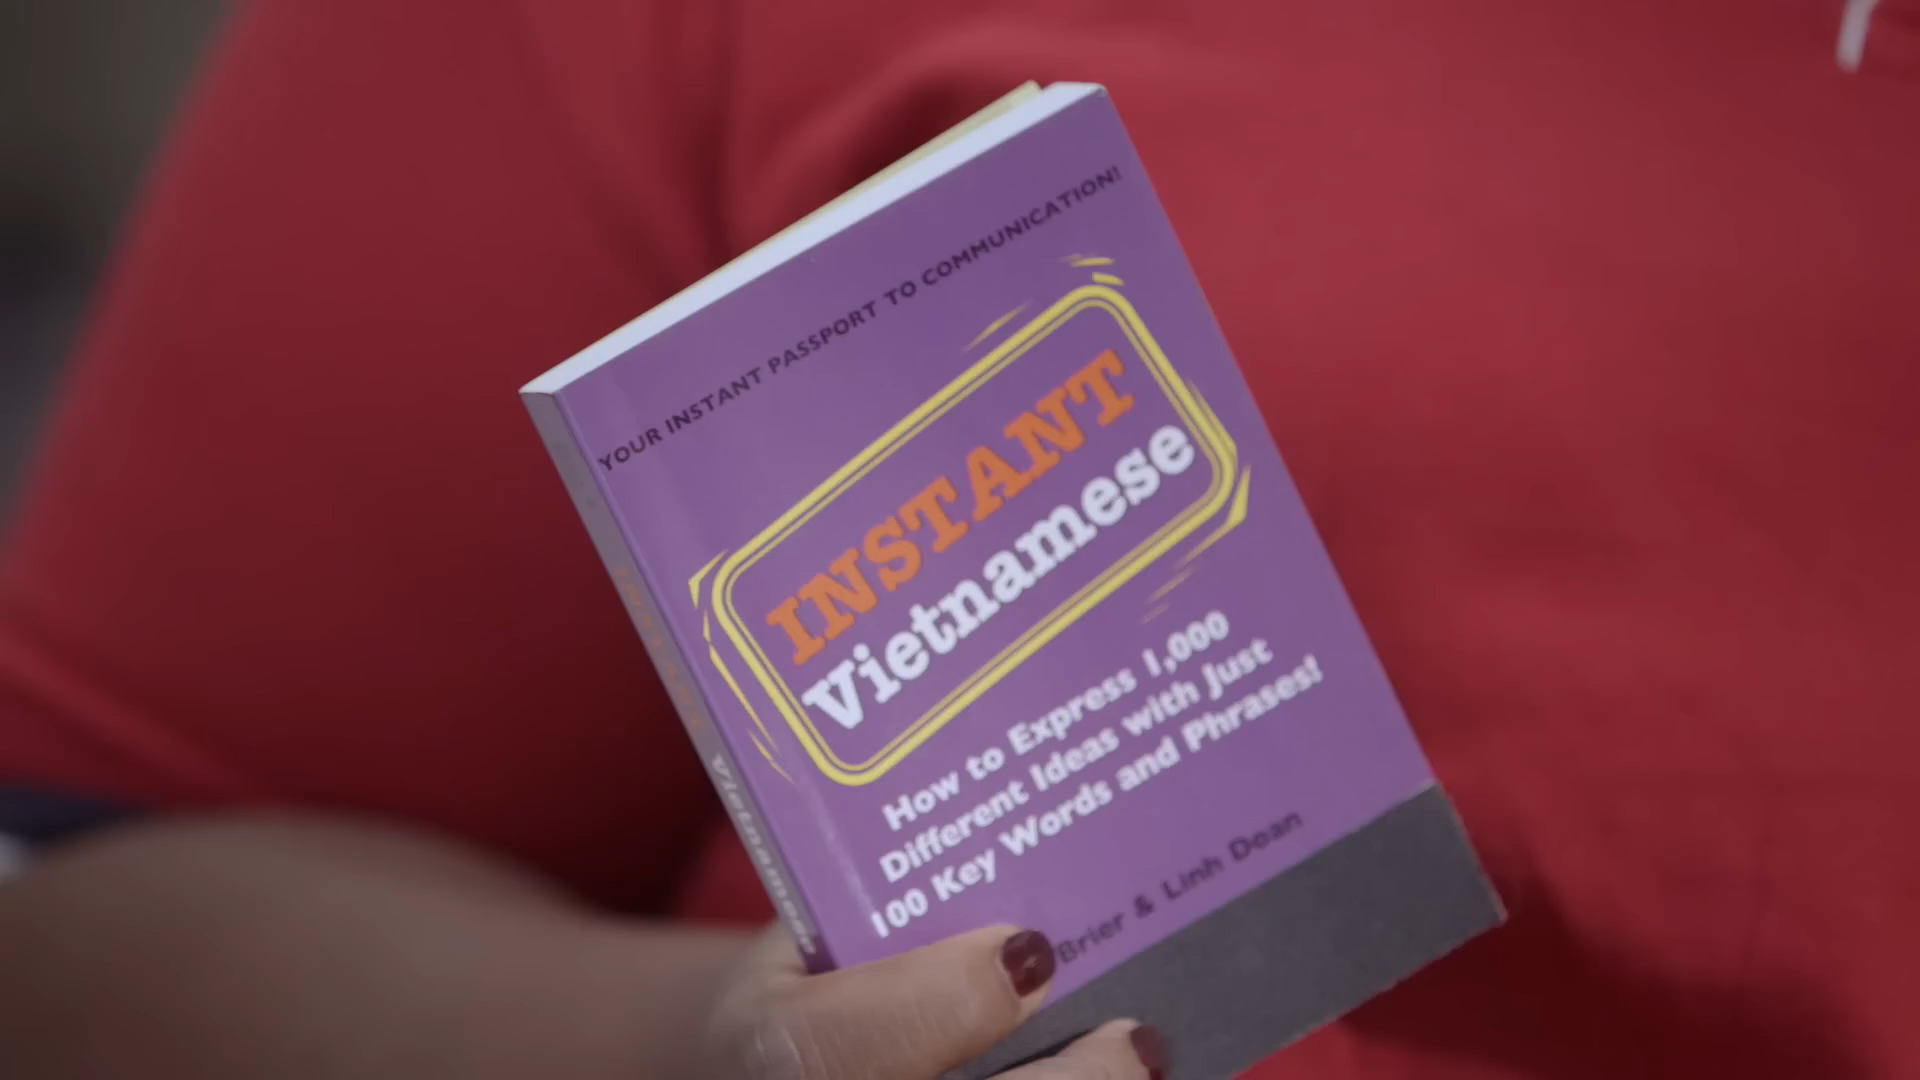 YOUR INSTANT PASSPORT TO COMMUNICATION!
INSTANT
Vietnamese
How to Express 1,000
Different Ideas with Just
100 Key Words and Phrases!
Brier & Linh Doan
INSTANT Vietnamese